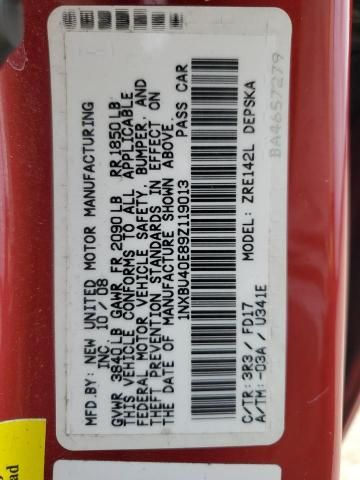 MFD.BY: NEW UNITED MOTOR MANUFACTURING
INC 10/08
GVWR 3840LB GAWR FR 2090LB RR 1850LB
THIS VEHICLE CONFORMS TO ALL APPLICABLE
FEDERAL MOTOR VEHICLE SAFETY, BUMPER, AND
THEFT PREVENTION STANDARDS IN EFFECT ON
THE DATE OF MANUFACTURE SHOWN ABOVE
1NXBU40E89Z119013 PASS CAR
C/TR: 3R3 / FD17 MODEL: ZRE142L DEPSKA
A/TM: -03A / U341E
BA4657279
ad